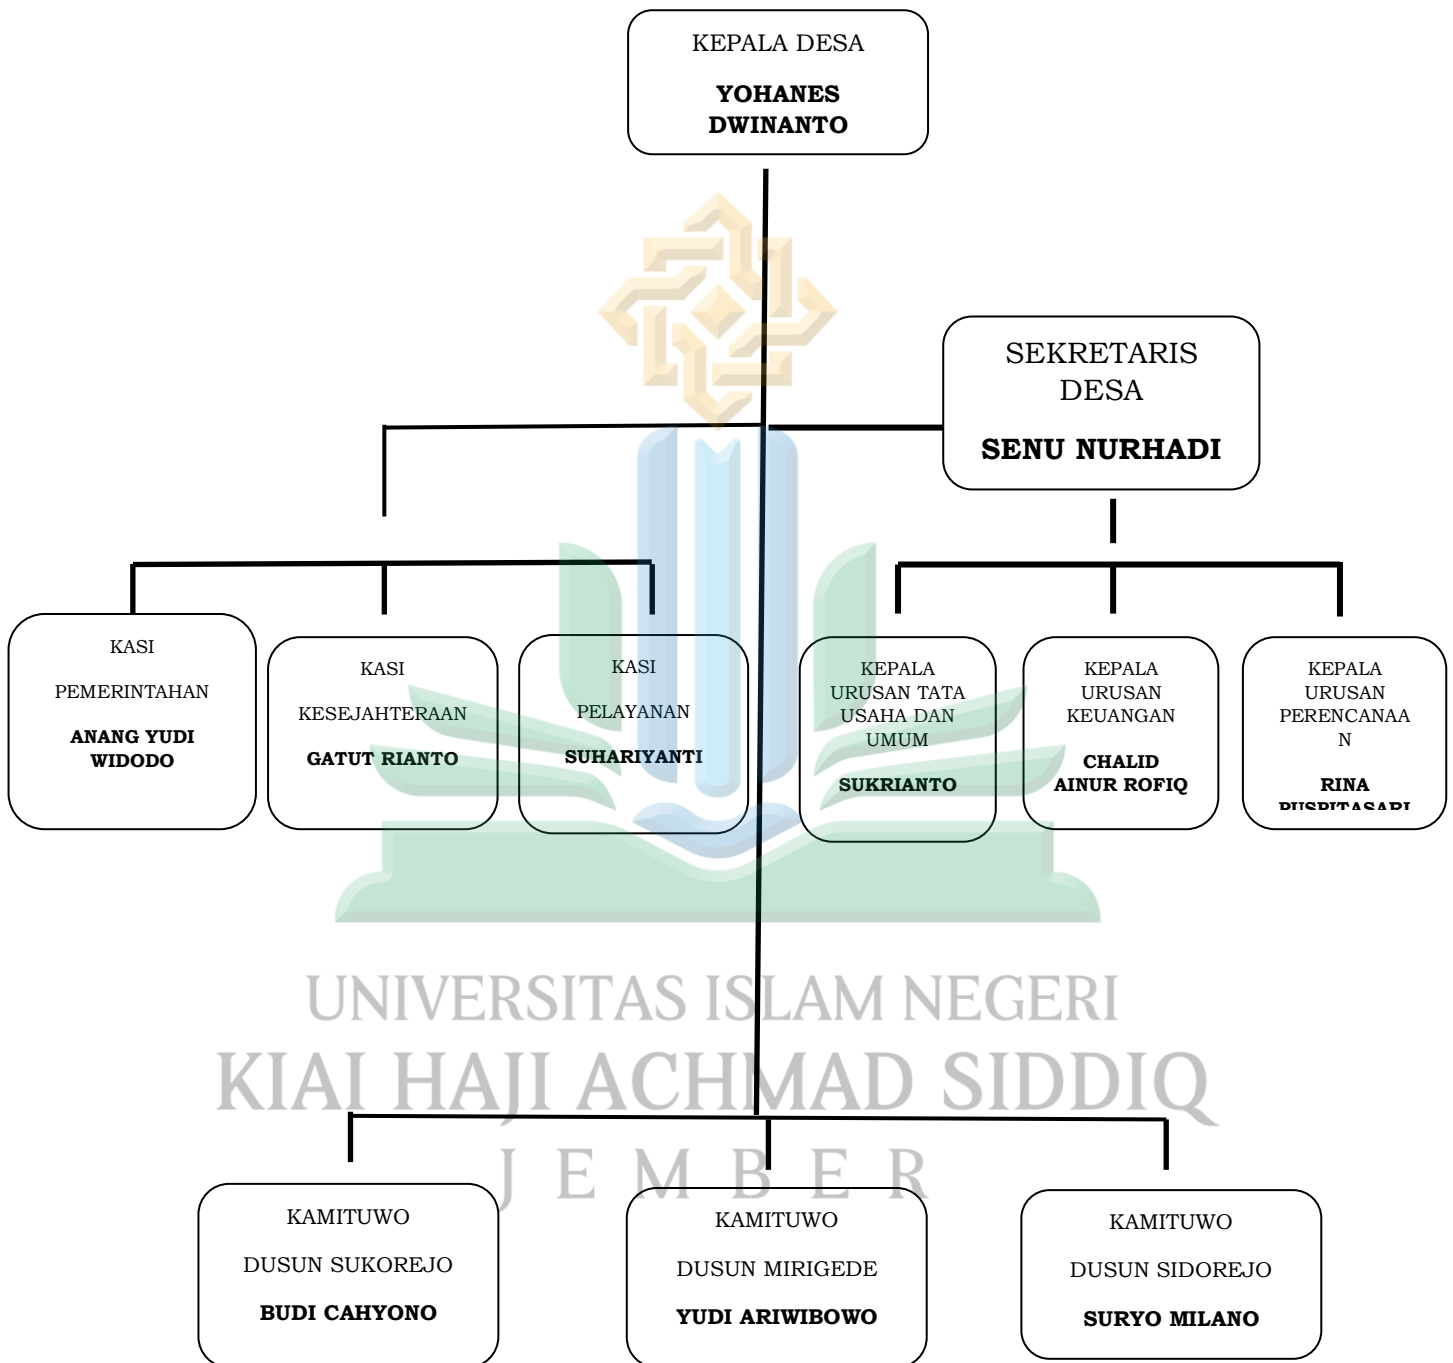 KEPALA DESA
YOHANES
DWINANTO
SEKRETARIS
DESA
SENU NURHADI
KASI
PEMERINTAHAN
ANANG YUDI
WIDODO
KASI
KESEJAHTERAAN
GATUT RIANTO
KASI
PELAYANAN
SUHARIYANTI
KEPALA
URUSAN TATA
USAHA DAN
UMUM
SUKRIANTO
KEPALA
URUSAN
KEUANGAN
CHALID
AINUR ROFIQ
KEPALA
URUSAN
PERENCANAA
N
RINA
PUSPITASARI
UNIVERSITAS ISLAM NEGERI
KIAI HAJI ACHMAD SIDDIQ
JEMBER
KAMITUWO
DUSUN SUKOREJO
BUDI CAHYONO
KAMITUWO
DUSUN MIRIGEDE
YUDI ARIWIBOWO
KAMITUWO
DUSUN SIDOREJO
SURYO MILANO